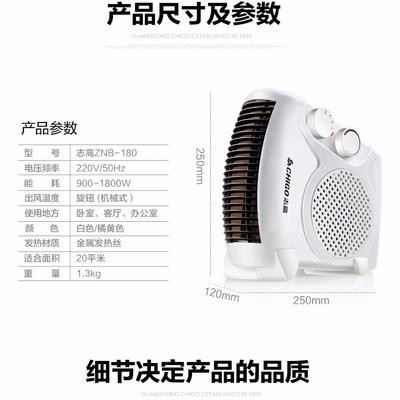 产品尺寸及参数
GUANGDONG CHIGO ESTABLISHED IN 1994
产品参数
型 号 志高ZNB-180
电压频率 220V/50Hz
能 耗 900-1800W
出风温度 旋钮(机械式)
使用地方 卧室、客厅、办公室
颜 色 白色/橘黄色
发热材质 金属发热丝
适合面积 20平米
重 量 1.3kg
250mm
CHIGO 志高
120mm
250mm
细节决定产品的品质
GUANGDONG CHIGO ESTABLISHED IN 1994